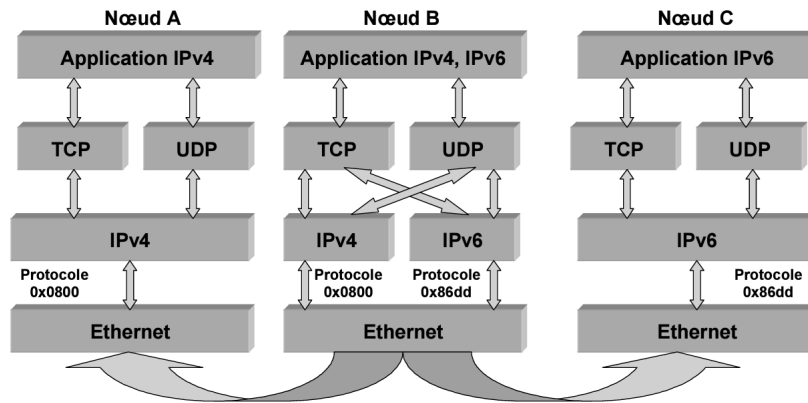 Nœud A
Nœud B
Nœud C
Application IPv4
Application IPv4, IPv6
Application IPv6
TCP
UDP
TCP
UDP
TCP
UDP
IPv4
IPv4
IPv6
IPv6
Protocole
0x0800
Protocole
0x0800
Protocole
0x86dd
Protocole
0x86dd
Ethernet
Ethernet
Ethernet